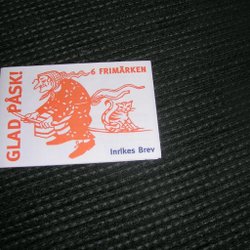 GLAD PÅSK!
6 FRIMÄRKEN
Inrikes Brev